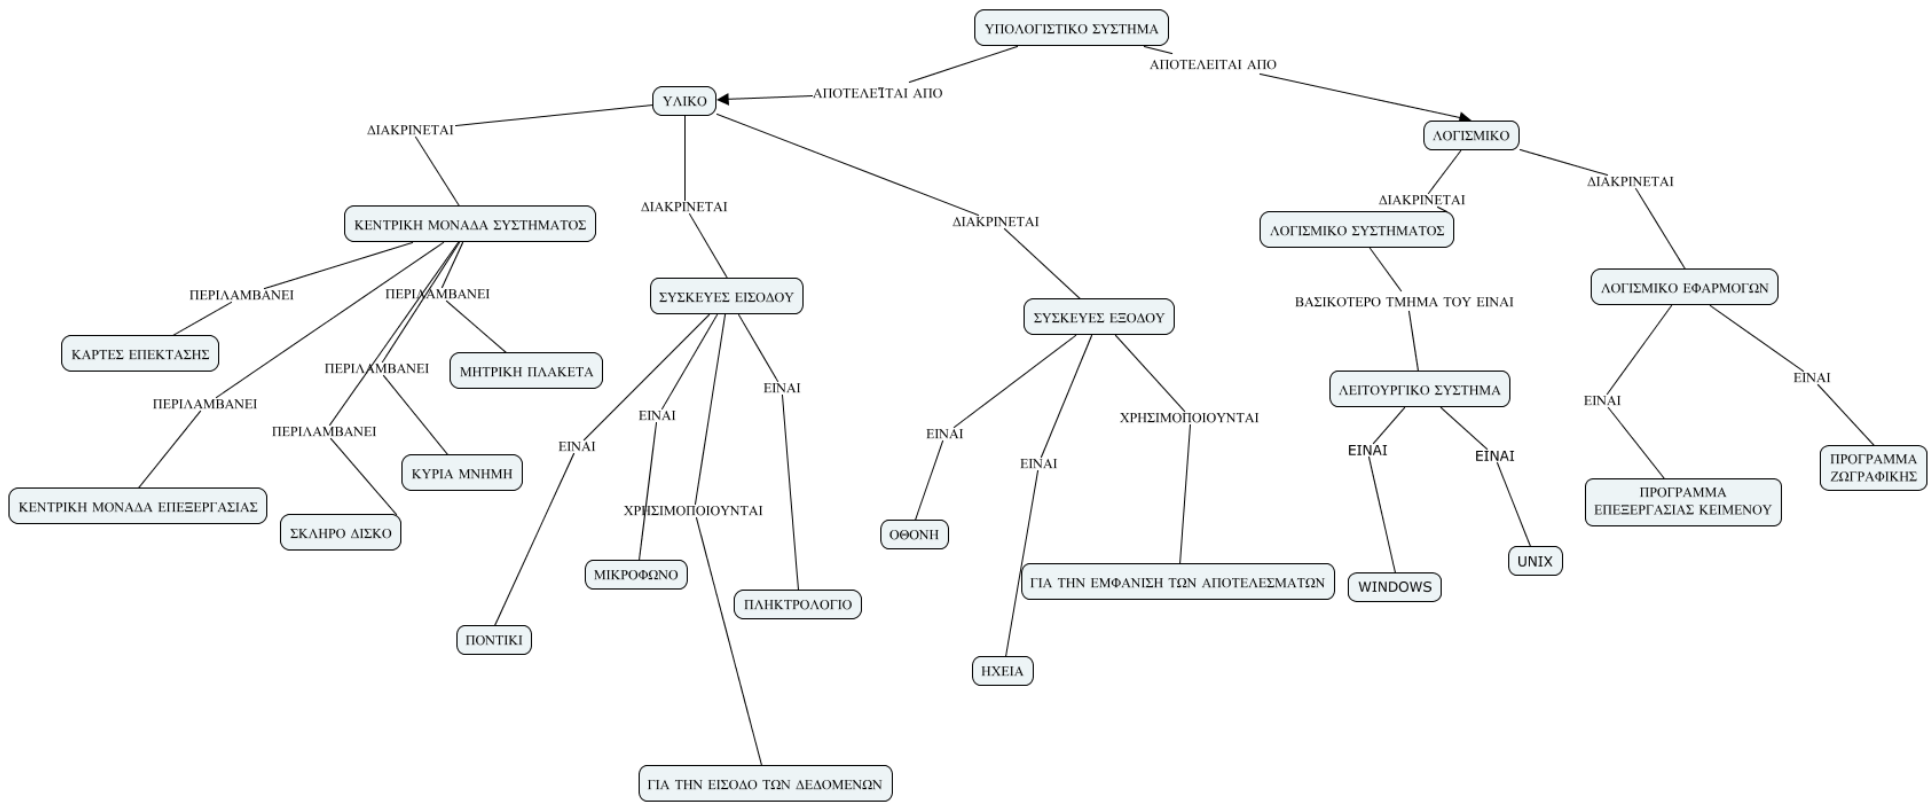 ΥΠΟΛΟΓΙΣΤΙΚΟ ΣΥΣΤΗΜΑ
ΑΠΟΤΕΛΕΙΤΑΙ ΑΠΟ
ΑΠΟΤΕΛΕΙΤΑΙ ΑΠΟ
ΥΛΙΚΟ
ΛΟΓΙΣΜΙΚΟ
ΔΙΑΚΡΙΝΕΤΑΙ
ΔΙΑΚΡΙΝΕΤΑΙ
ΔΙΑΚΡΙΝΕΤΑΙ
ΔΙΑΚΡΙΝΕΤΑΙ
ΔΙΑΚΡΙΝΕΤΑΙ
ΚΕΝΤΡΙΚΗ ΜΟΝΑΔΑ ΣΥΣΤΗΜΑΤΟΣ
ΛΟΓΙΣΜΙΚΟ ΣΥΣΤΗΜΑΤΟΣ
ΠΕΡΙΛΑΜΒΑΝΕΙ
ΠΕΡΙΛΑΜΒΑΝΕΙ
ΣΥΣΚΕΥΕΣ ΕΙΣΟΔΟΥ
ΣΥΣΚΕΥΕΣ ΕΞΟΔΟΥ
ΒΑΣΙΚΟΤΕΡΟ ΤΜΗΜΑ ΤΟΥ ΕΙΝΑΙ
ΛΟΓΙΣΜΙΚΟ ΕΦΑΡΜΟΓΩΝ
ΚΑΡΤΕΣ ΕΠΕΚΤΑΣΗΣ
ΠΕΡΙΛΑΜΒΑΝΕΙ
ΜΗΤΡΙΚΗ ΠΛΑΚΕΤΑ
ΕΙΝΑΙ
ΛΕΙΤΟΥΡΓΙΚΟ ΣΥΣΤΗΜΑ
ΕΙΝΑΙ
ΠΕΡΙΛΑΜΒΑΝΕΙ
ΕΙΝΑΙ
ΧΡΗΣΙΜΟΠΟΙΟΥΝΤΑΙ
ΕΙΝΑΙ
ΠΕΡΙΛΑΜΒΑΝΕΙ
ΕΙΝΑΙ
ΕΙΝΑΙ
ΕΙΝΑΙ
ΕΙΝΑΙ
ΚΥΡΙΑ ΜΝΗΜΗ
ΕΙΝΑΙ
ΠΡΟΓΡΑΜΜΑ
ΖΩΓΡΑΦΙΚΗΣ
ΚΕΝΤΡΙΚΗ ΜΟΝΑΔΑ ΕΠΕΞΕΡΓΑΣΙΑΣ
ΧΡΗΣΙΜΟΠΟΙΟΥΝΤΑΙ
ΠΡΟΓΡΑΜΜΑ
ΕΠΕΞΕΡΓΑΣΙΑΣ ΚΕΙΜΕΝΟΥ
ΣΚΛΗΡΟ ΔΙΣΚΟ
ΟΘΟΝΗ
UNIX
ΜΙΚΡΟΦΩΝΟ
ΓΙΑ ΤΗΝ ΕΜΦΑΝΙΣΗ ΤΩΝ ΑΠΟΤΕΛΕΣΜΑΤΩΝ
WINDOWS
ΠΛΗΚΤΡΟΛΟΓΙΟ
ΠΟΝΤΙΚΙ
ΗΧΕΙΑ
ΓΙΑ ΤΗΝ ΕΙΣΟΔΟ ΤΩΝ ΔΕΔΟΜΕΝΩΝ